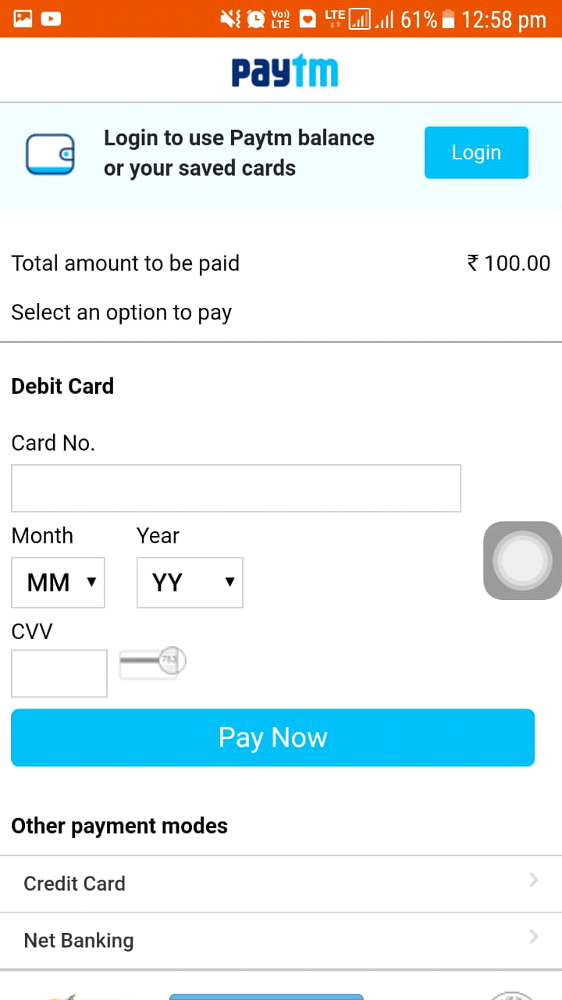 Vo))
LTE
LTE
61%
12:58 pm
paytm
Login to use Paytm balance
or your saved cards
Login
Total amount to be paid
₹ 100.00
Select an option to pay
Debit Card
Card No.
Month
Year
MM
YY
CVV
783
Pay Now
Other payment modes
Credit Card
Net Banking